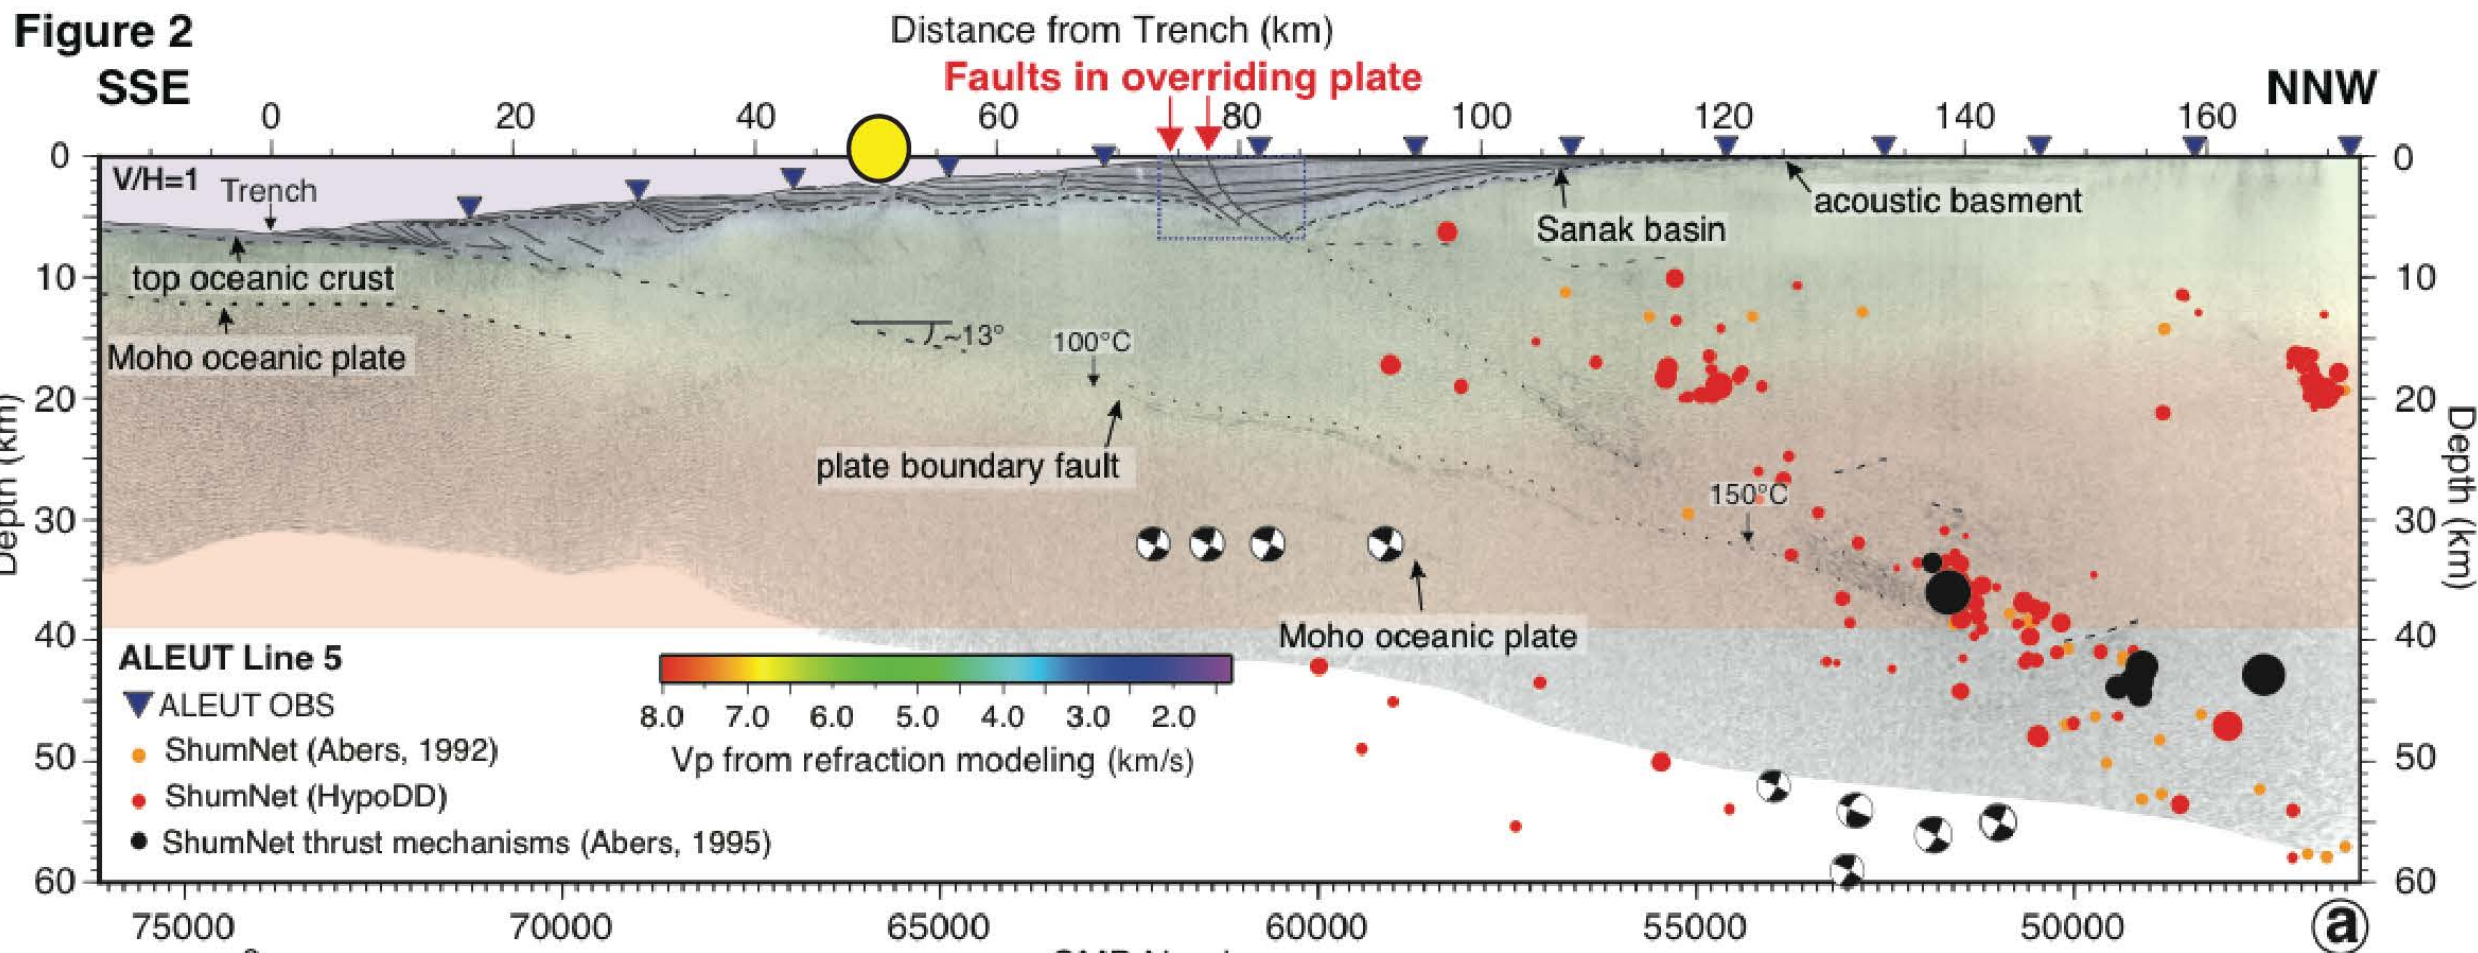 Figure 2
Distance from Trench (km)
SSE
Faults in overriding plate
NNW
0 20 40 60 80 100 120 140 160
0 0
V/H=1
Trench
acoustic basment
Sanak basin
top oceanic crust
10 10
~13°
100°C
Moho oceanic plate
20 20
plate boundary fault
150°C
30 30
Depth (km)
Depth (km)
Moho oceanic plate
40 40
ALEUT Line 5
ALEUT OBS
8.0 7.0 6.0 5.0 4.0 3.0 2.0
ShumNet (Abers, 1992)
Vp from refraction modeling (km/s)
50 50
ShumNet (HypoDD)
ShumNet thrust mechanisms (Abers, 1995)
60 60
75000 70000 65000 60000 55000 50000
a